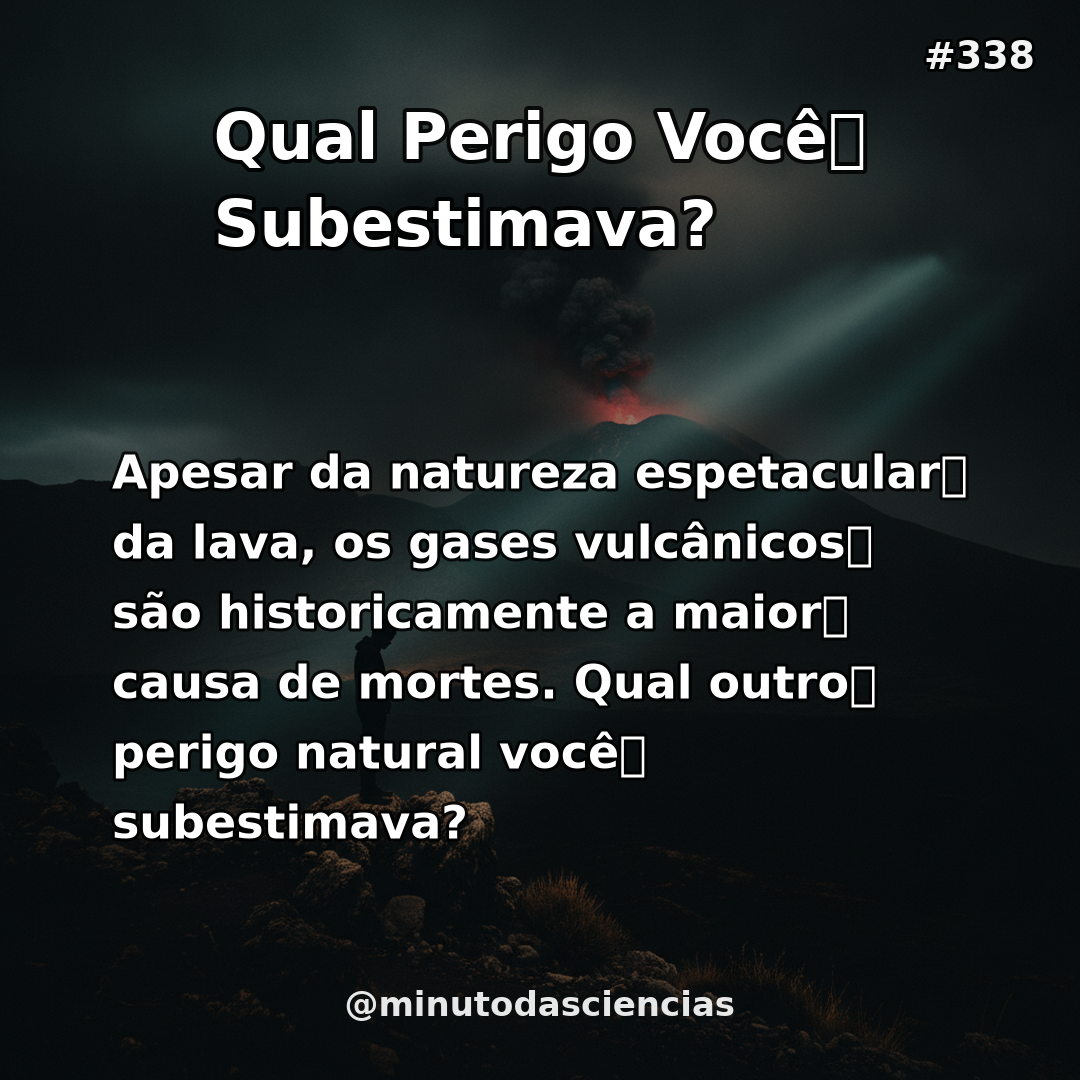 #338
Qual Perigo Você
Subestimava?
Apesar da natureza espetacular
da lava, os gases vulcânicos
são historicamente a maior
causa de mortes. Qual outro
perigo natural você
subestimava?
@minutodasciencias